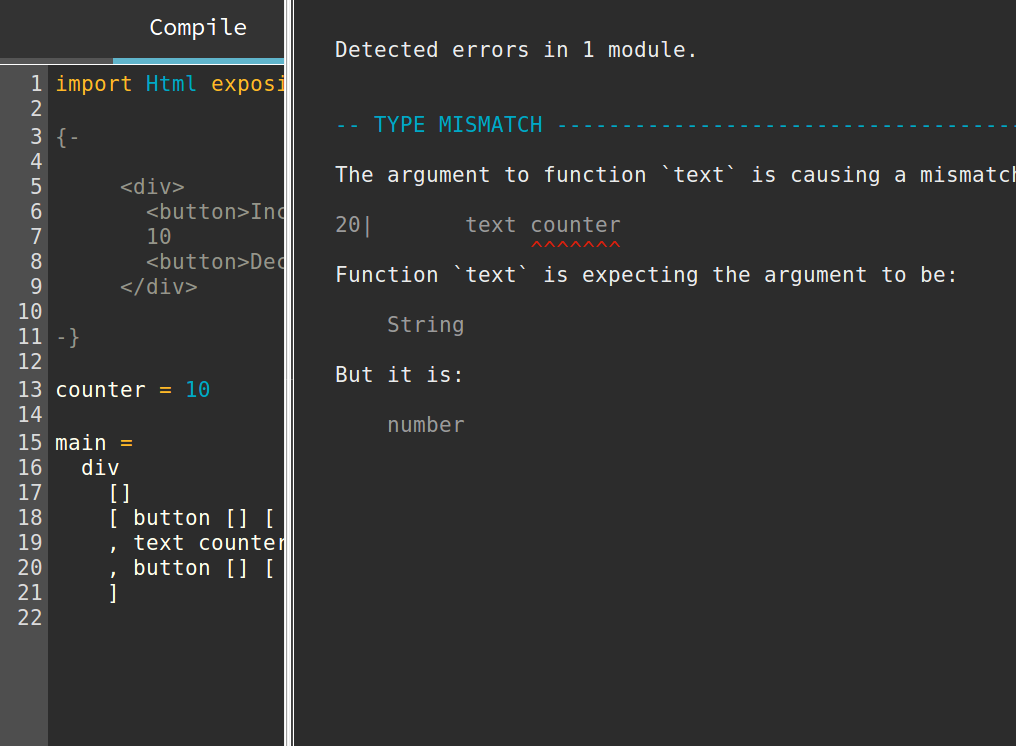 Compile
1 import Html exposi
2
3 {-
4
5      <div>
6        <button>Inc
7        10
8        <button>Dec
9      </div>
10
11 -}
12
13 counter = 10
14
15 main =
16   div
17     []
18     [ button [] [
19     , text counter
20     , button [] [
21     ]
22
Detected errors in 1 module.
-- TYPE MISMATCH -----------------------------------
The argument to function `text` is causing a mismatch
20|       text counter
^^^^^^^
Function `text` is expecting the argument to be:
String
But it is:
number